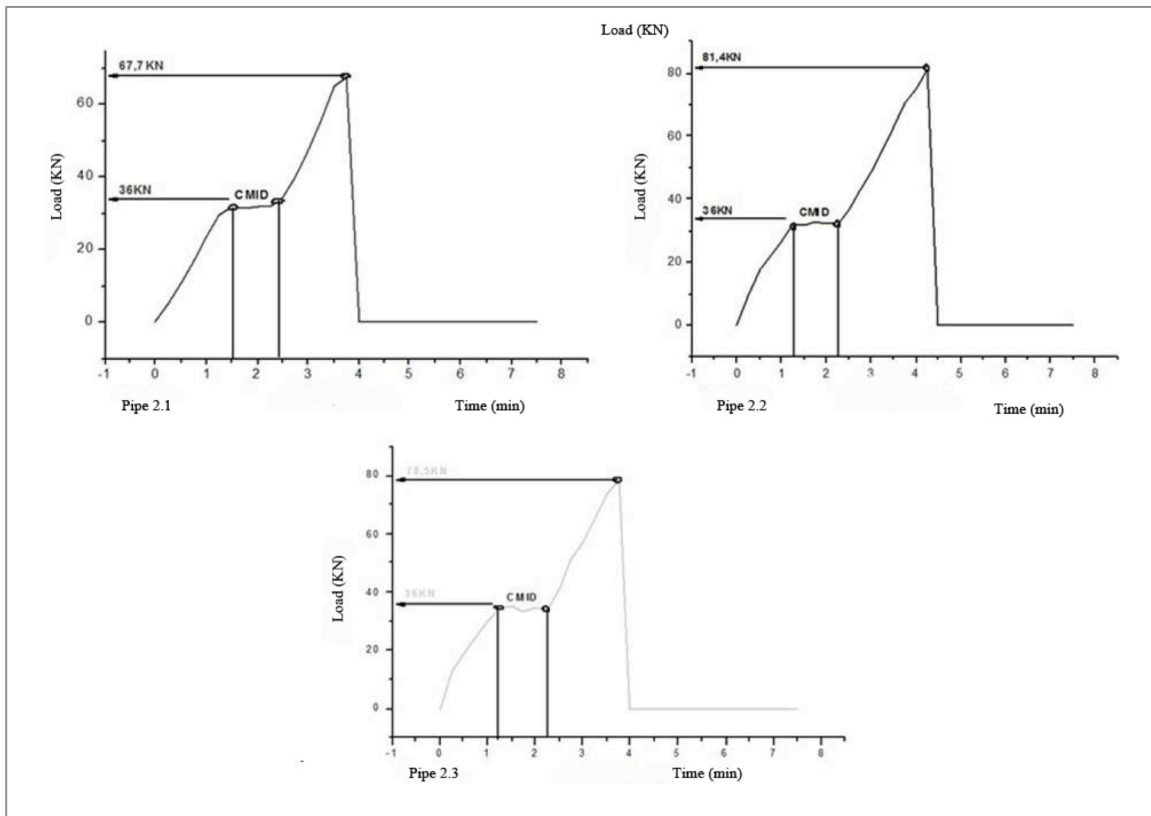 Load (KN)
67,7 KN
60
40
36KN
CMID
20
0
Load (KN)
-1 0 1 2 3 4 5 6 7 8
Pipe 2.1
Time (min)
81,4KN
80
60
40
36KN
CMID
20
0
Load (KN)
-1 0 1 2 3 4 5 6 7 8
Pipe 2.2
Time (min)
78,5KN
80
60
40
36KN
CMID
20
0
Load (KN)
-1 0 1 2 3 4 5 6 7 8
Pipe 2.3
Time (min)